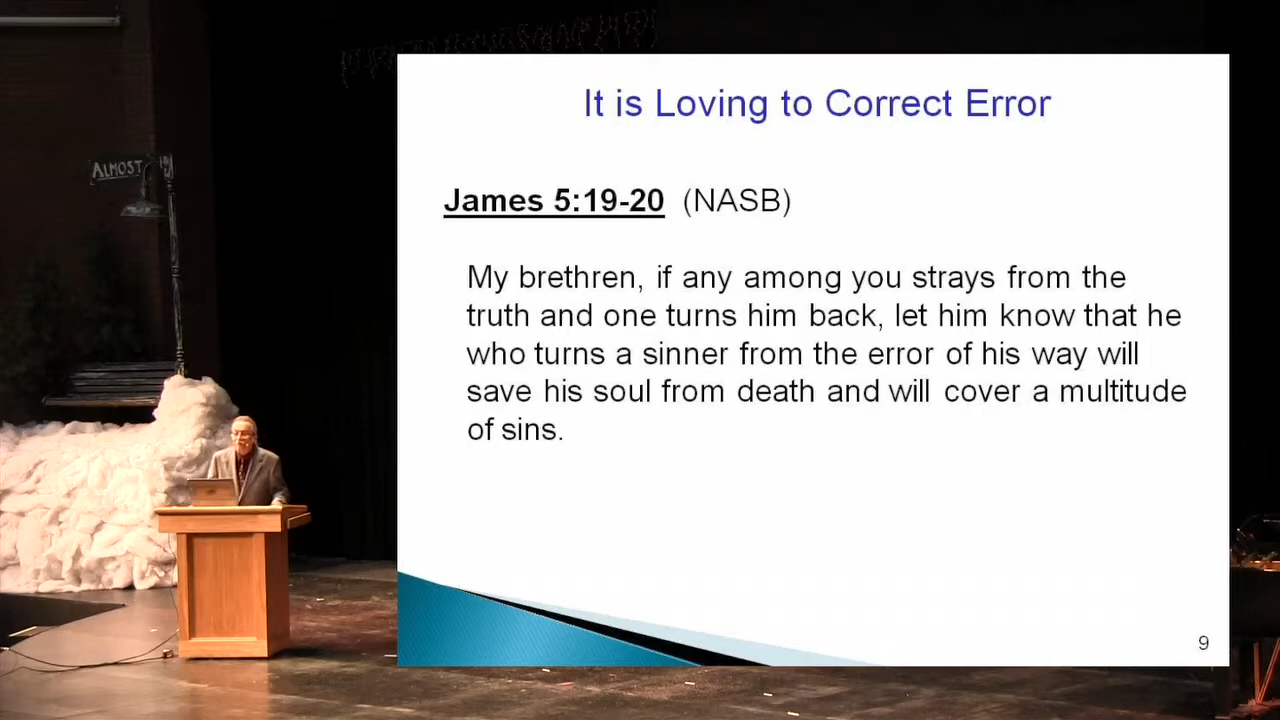 It is Loving to Correct Error
James 5:19-20 (NASB)
My brethren, if any among you strays from the
truth and one turns him back, let him know that he
who turns a sinner from the error of his way will
save his soul from death and will cover a multitude
of sins.
9
ALMOST